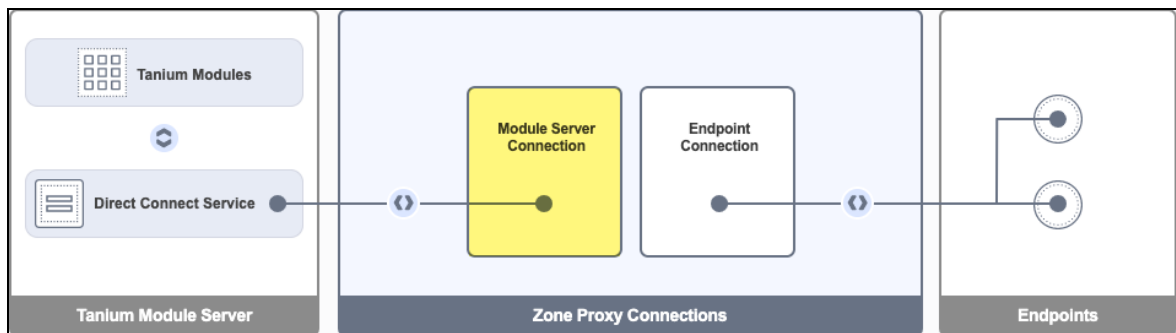 Tanium Modules
Direct Connect Service
Tanium Module Server
Module Server
Connection
Endpoint
Connection
Zone Proxy Connections
Endpoints